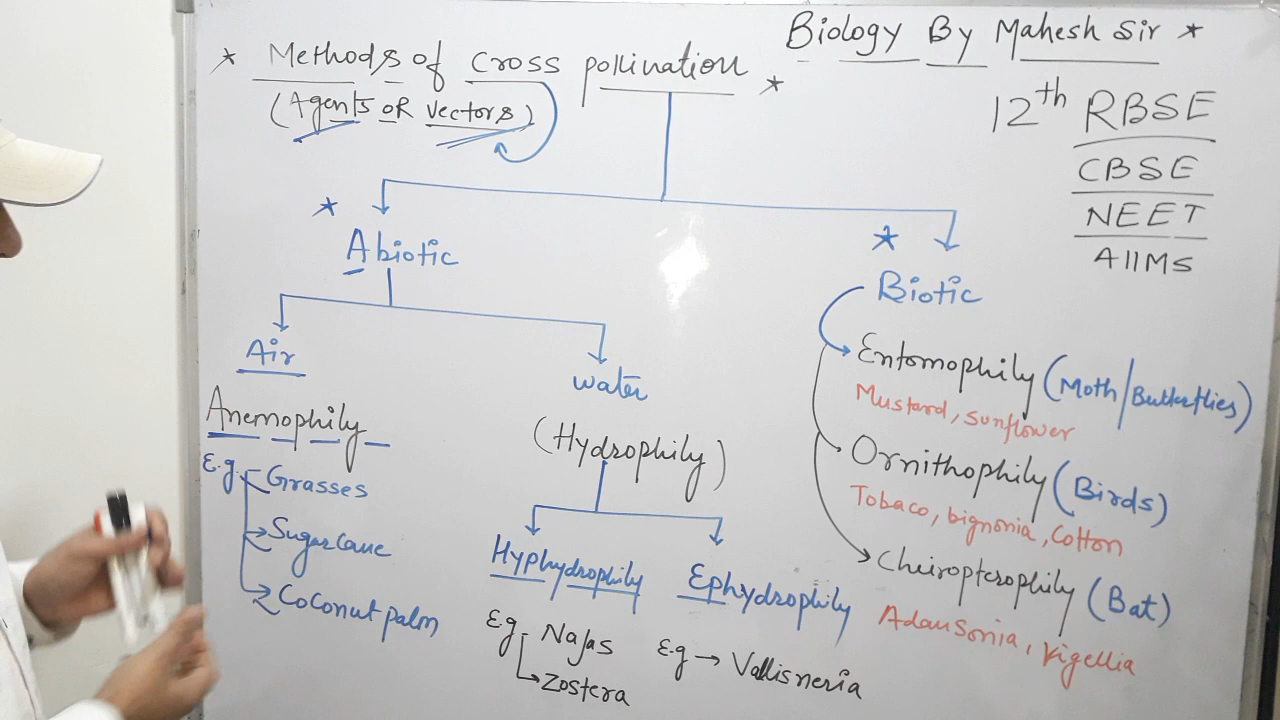 Biology By Mahesh Sir *
* Methods of Cross pollination *
(Agents oR vectors)
12th RBSE
CBSE
NEET
AIIMS
* Abiotic
* Biotic
Air
water
Anemophily
E.g. Grasses
Sugarcane
Coconut palm
(Hydrophily)
Hyphydrophily
Ephydrophily
Eg Najas
Zostera
E.g → Vallisneria
Entomophily (Moth/Butterflies)
Mustard, sunflower
Ornithophily (Birds)
Tobaco, bignonia, Cotton
Cheiropterophily (Bat)
Adansonia, Kigellia